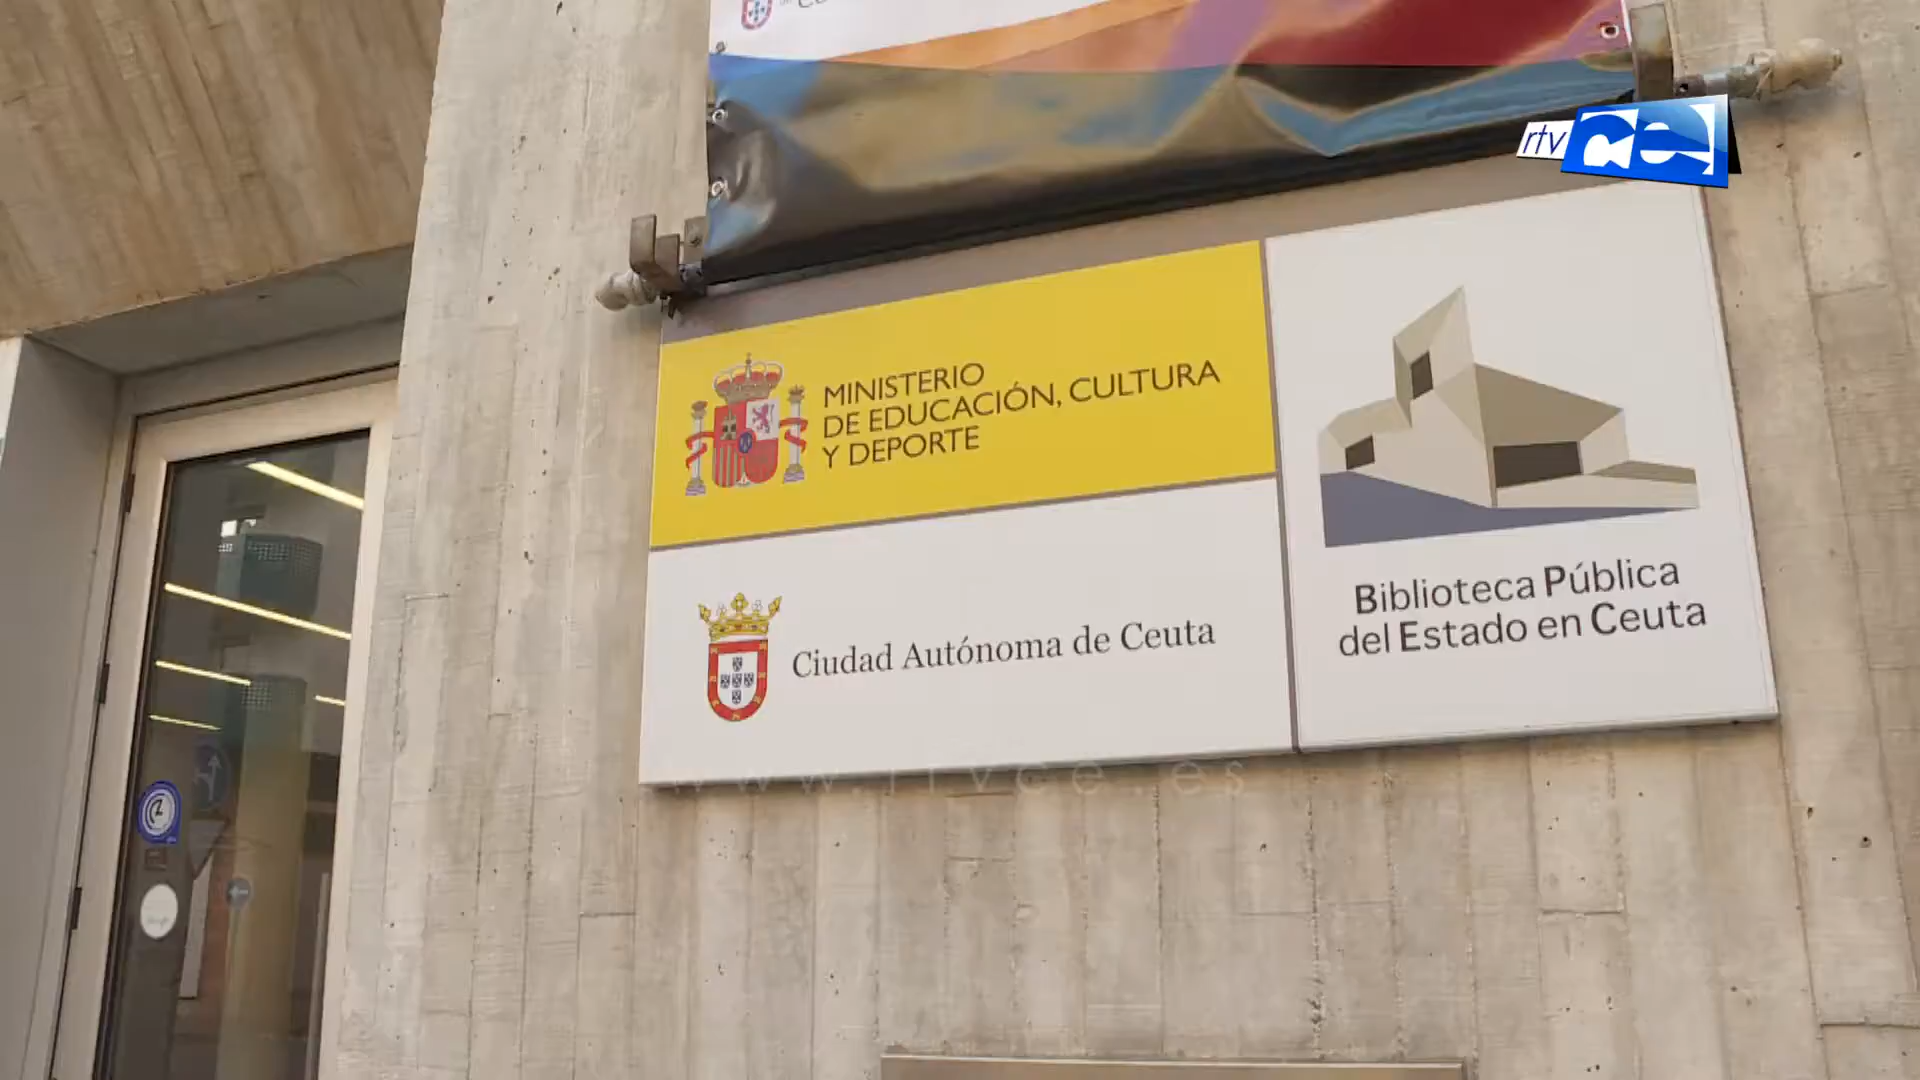 rtv ce
MINISTERIO
DE EDUCACIÓN, CULTURA
Y DEPORTE
Ciudad Autónoma de Ceuta
Biblioteca Pública
del Estado en Ceuta
www.rtvce.es